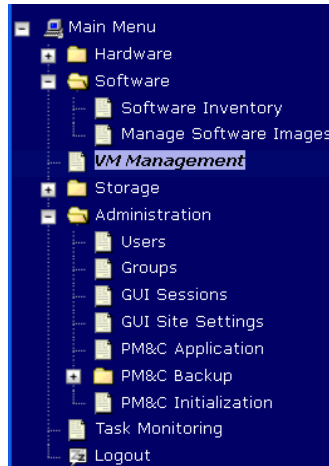 Main Menu
Hardware
Software
Software Inventory
Manage Software Images
VM Management
Storage
Administration
Users
Groups
GUI Sessions
GUI Site Settings
PM&C Application
PM&C Backup
PM&C Initialization
Task Monitoring
Logout